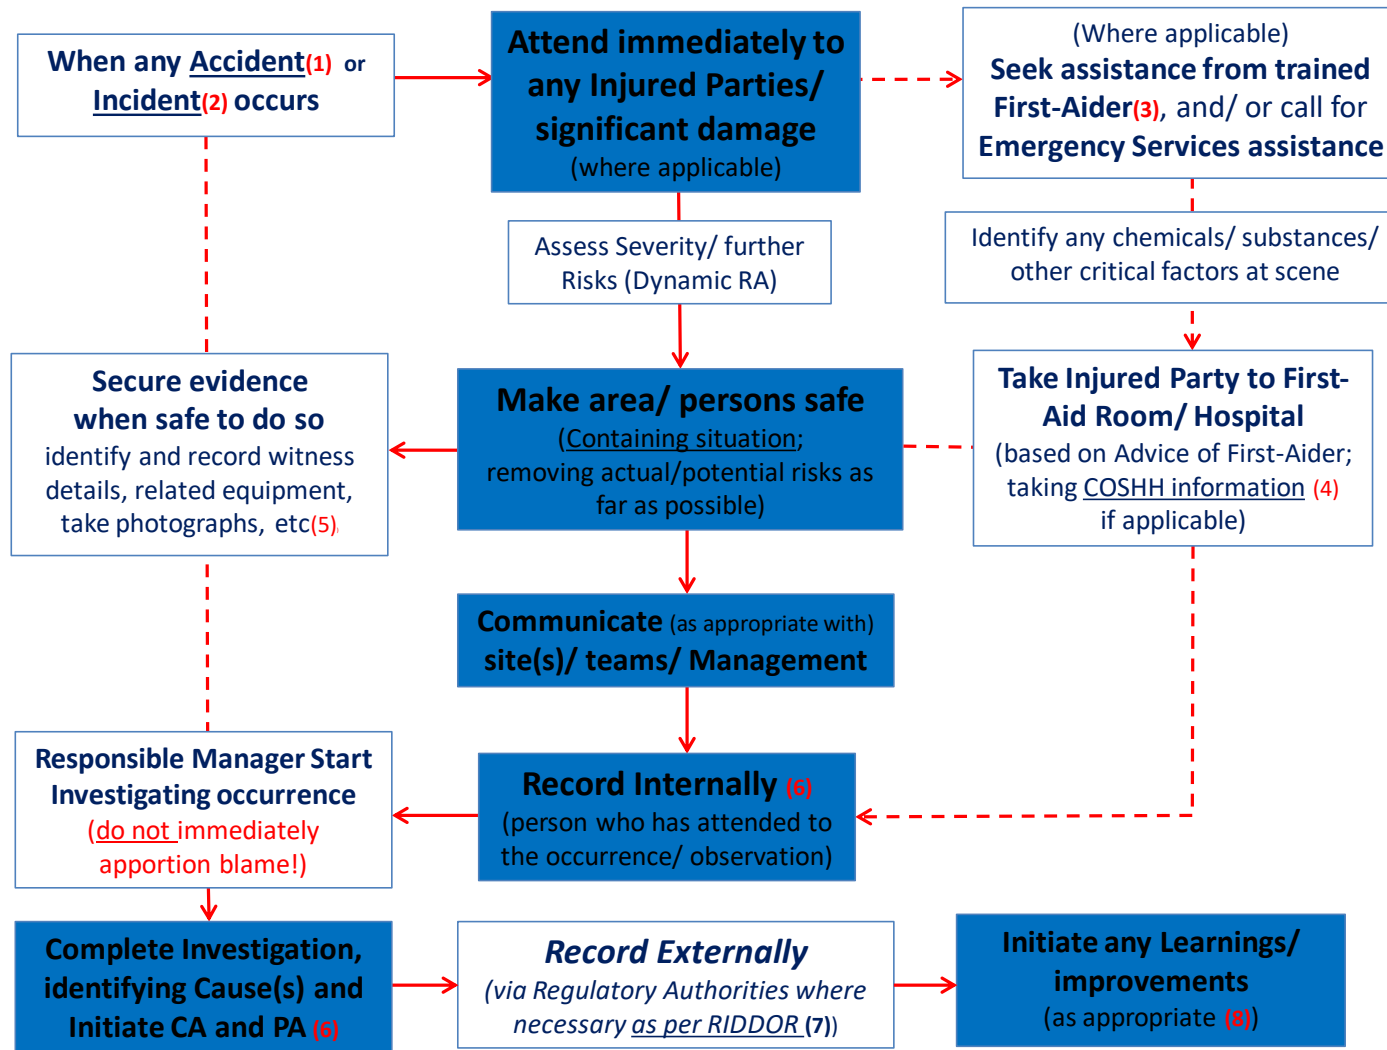 When any Accident(1) or
Incident(2) occurs
Attend immediately to
any Injured Parties/
significant damage
(where applicable)
(Where applicable)
Seek assistance from trained
First-Aider(3), and/ or call for
Emergency Services assistance
Assess Severity/ further
Risks (Dynamic RA)
Identify any chemicals/ substances/
other critical factors at scene
Secure evidence
when safe to do so
identify and record witness
details, related equipment,
take photographs, etc(5)
Make area/ persons safe
(Containing situation;
removing actual/potential risks as
far as possible)
Take Injured Party to First-
Aid Room/ Hospital
(based on Advice of First-Aider;
taking COSHH information (4)
if applicable)
Communicate (as appropriate with)
site(s)/ teams/ Management
Responsible Manager Start
Investigating occurrence
(do not immediately
apportion blame!)
Record Internally (6)
(person who has attended to
the occurrence/ observation)
Complete Investigation,
identifying Cause(s) and
Initiate CA and PA (6)
Record Externally
(via Regulatory Authorities where
necessary as per RIDDOR (7))
Initiate any Learnings/
improvements
(as appropriate (8))